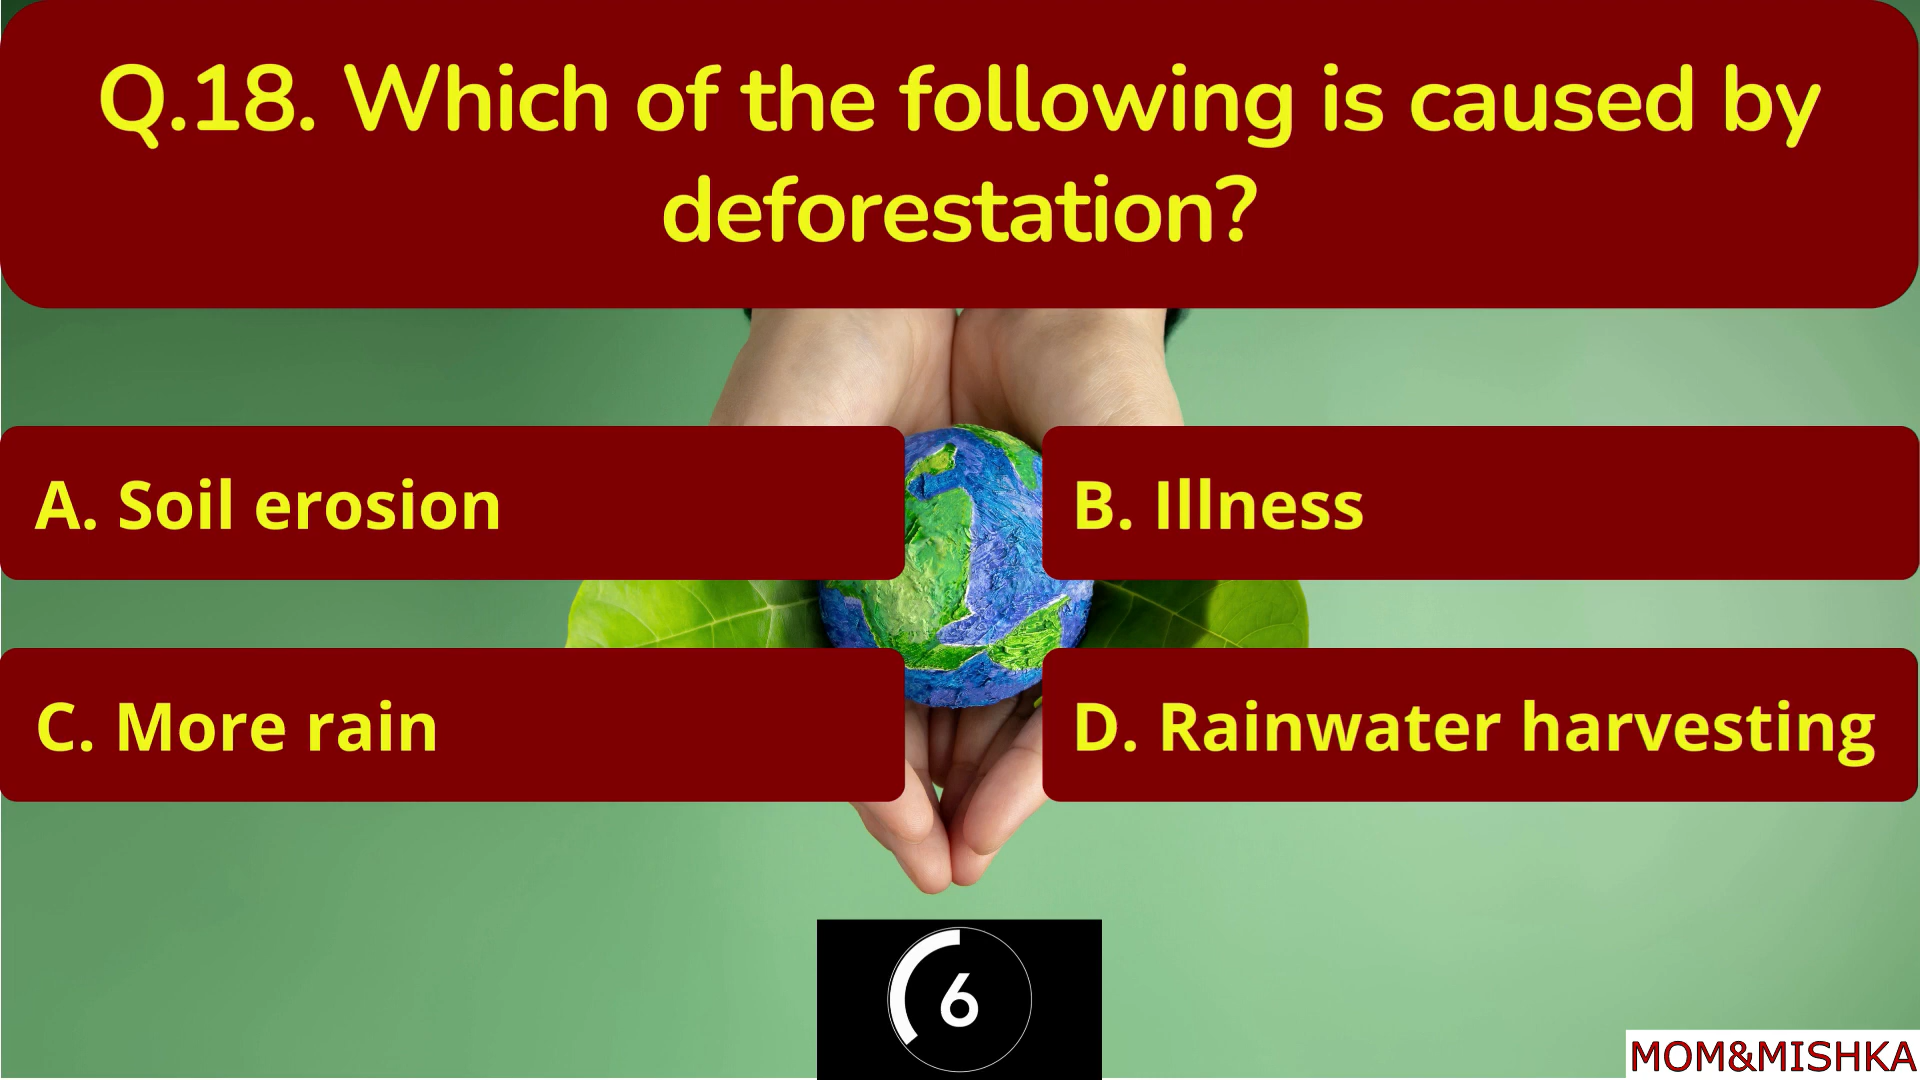 Q.18. Which of the following is caused by
deforestation?
A. Soil erosion
B. Illness
C. More rain
D. Rainwater harvesting
6
MOM&MISHKA